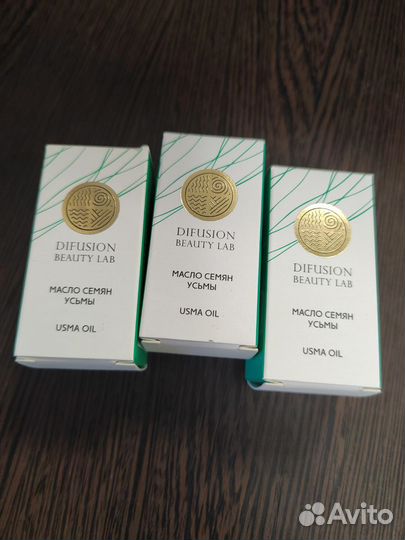 DIFUSION
BEAUTY LAB
МАСЛО СЕМЯН
УСЬМЫ
USMA OIL
DIFUSION
BEAUTY LAB
МАСЛО СЕМЯН
УСЬМЫ
USMA OIL
DIFUSION
BEAUTY LAB
МАСЛО СЕМЯН
УСЬМЫ
USMA OIL
Avito